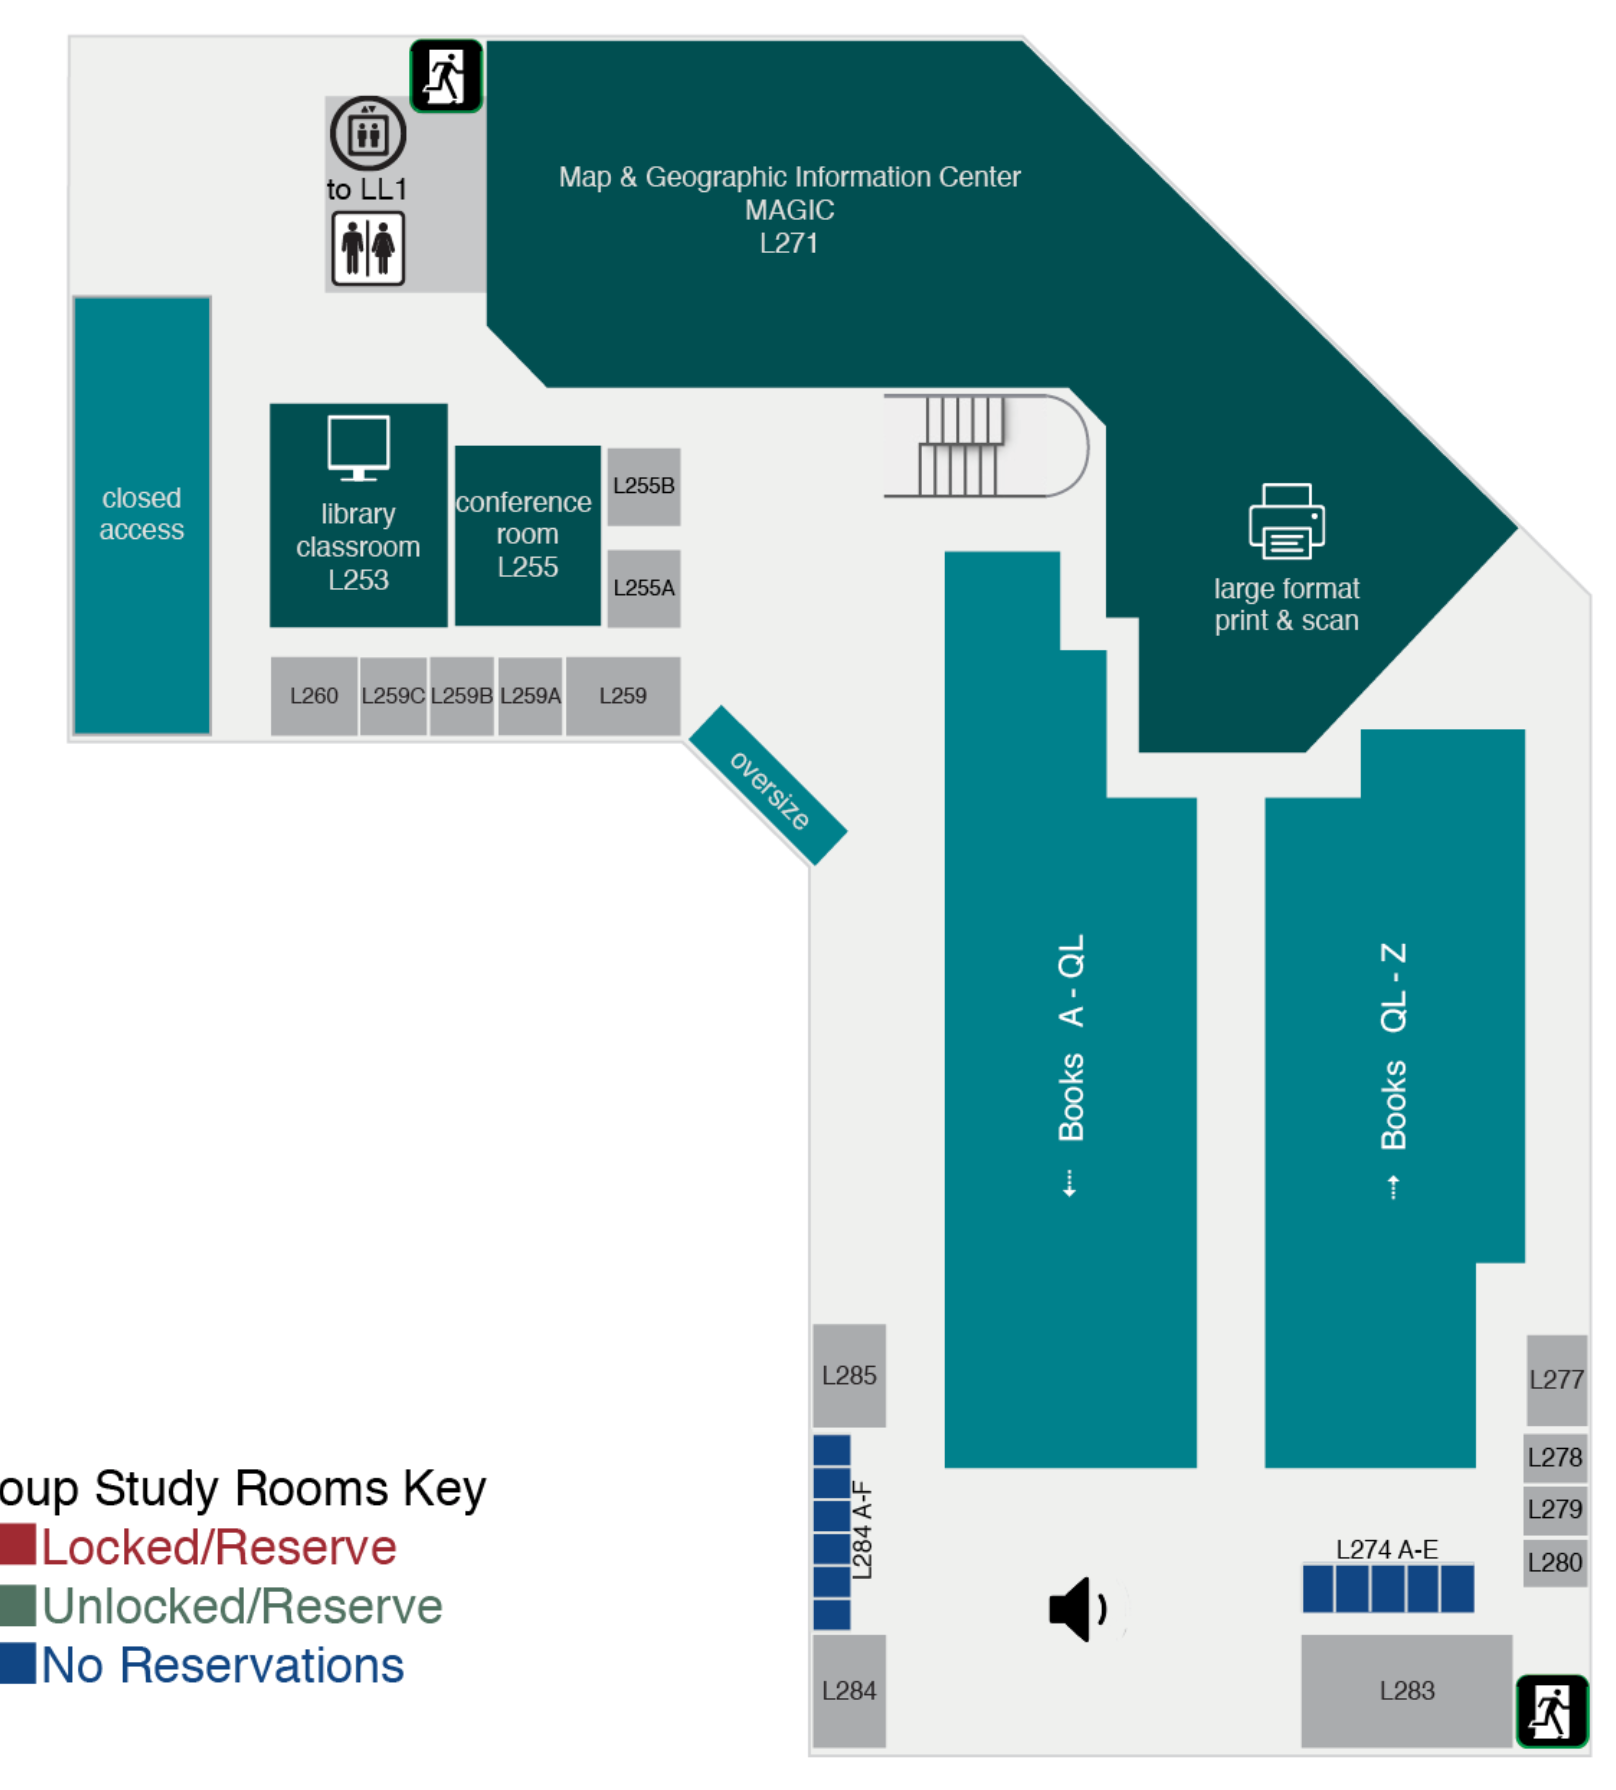 to LL1
Map & Geographic Information Center
MAGIC
L271
closed
access
library
classroom
L253
conference
room
L255
L255B
L255A
L260
L259C
L259B
L259A
L259
oversize
large format
print & scan
Books A - QL
Books QL - Z
L285
L284 A-F
L284
L277
L278
L279
L280
L274 A-E
L283
oup Study Rooms Key
Locked/Reserve
Unlocked/Reserve
No Reservations